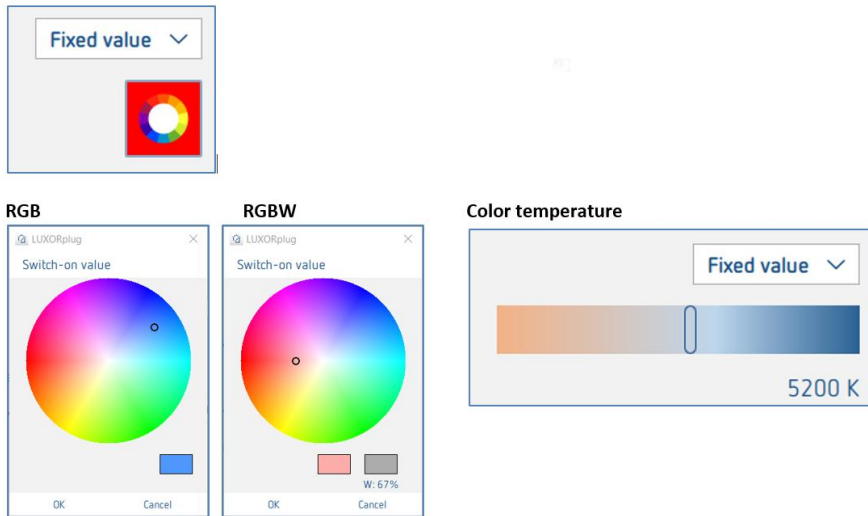 Fixed value
RGB
RGBW
Color temperature
LUXORplug
Switch-on value
OK
Cancel
LUXORplug
Switch-on value
W: 67%
OK
Cancel
Fixed value
5200 K